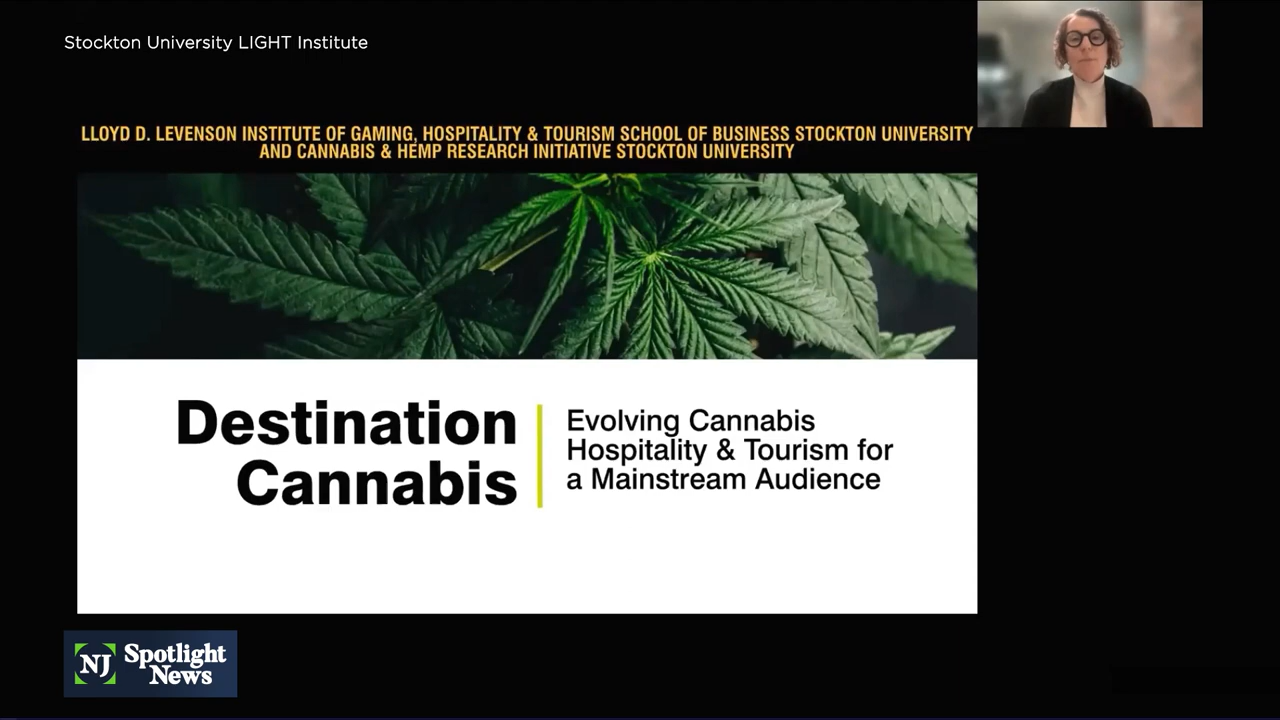 Stockton University LIGHT Institute
LLOYD D. LEVENSON INSTITUTE OF GAMING, HOSPITALITY & TOURISM SCHOOL OF BUSINESS STOCKTON UNIVERSITY
AND CANNABIS & HEMP RESEARCH INITIATIVE STOCKTON UNIVERSITY
Destination
Cannabis
Evolving Cannabis
Hospitality & Tourism for
a Mainstream Audience
NJ Spotlight
News